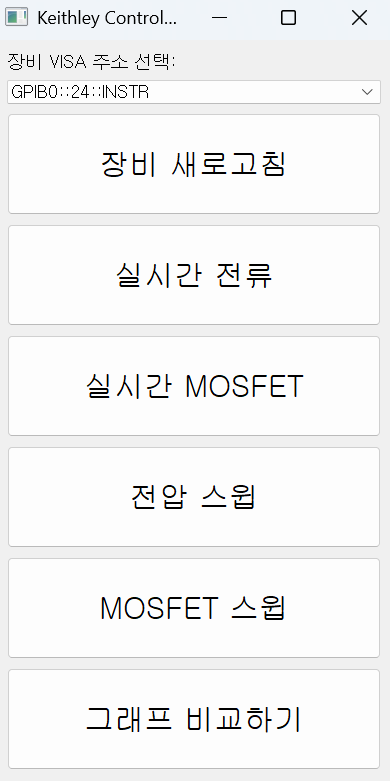 Keithley Control...
장비 VISA 주소 선택:
GPIB0::24::INSTR
장비 새로고침
실시간 전류
실시간 MOSFET
전압 스윕
MOSFET 스윕
그래프 비교하기